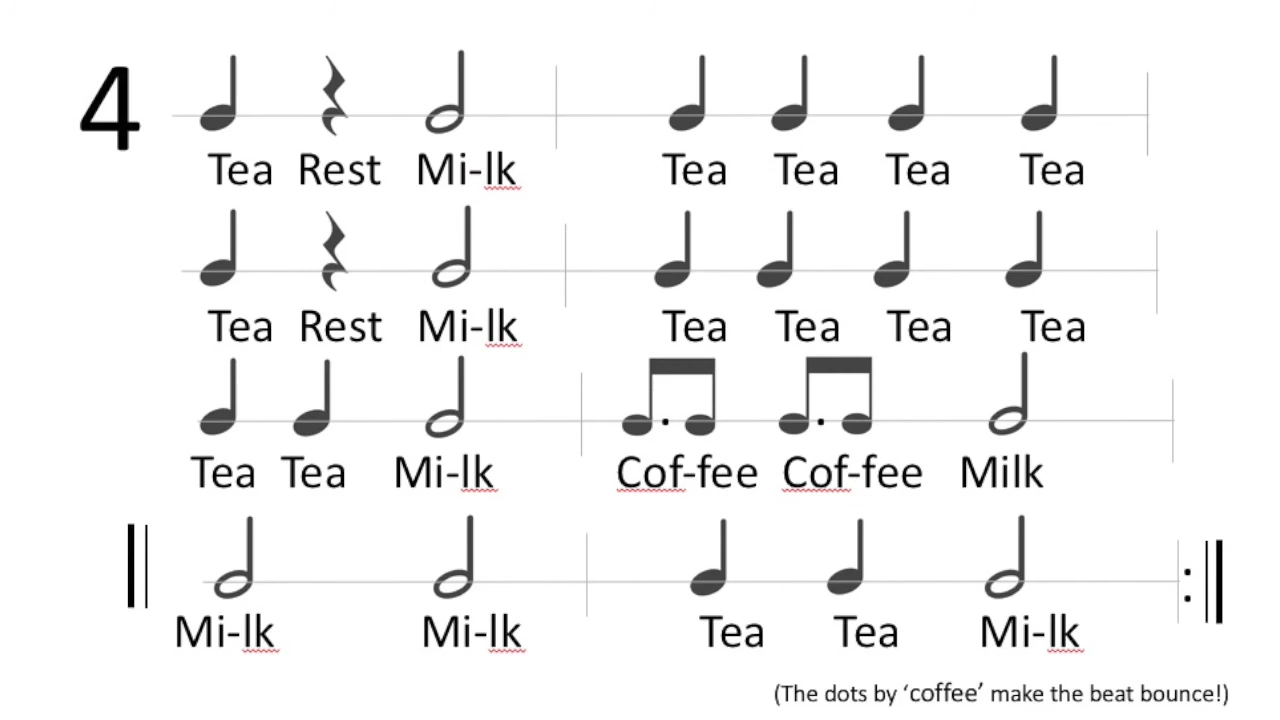 4
Tea Rest Mi-lk Tea Tea Tea Tea
Tea Rest Mi-lk Tea Tea Tea Tea
Tea Tea Mi-lk Cof-fee Cof-fee Milk
Mi-lk Mi-lk Tea Tea Mi-lk
(The dots by ‘coffee’ make the beat bounce!)